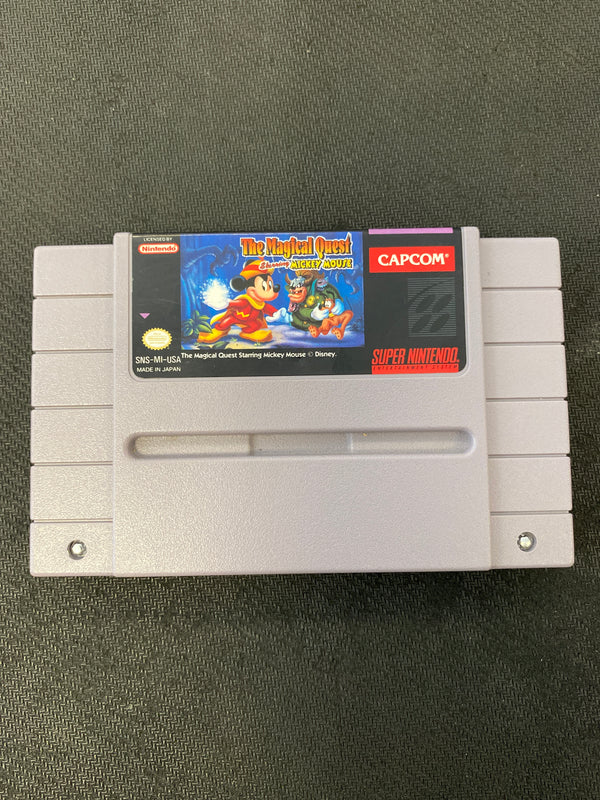 LICENSED BY
Nintendo
The Magical Quest
Starring MICKEY MOUSE
CAPCOM®
SNS-MI-USA
The Magical Quest Starring Mickey Mouse © Disney.
MADE IN JAPAN
SUPER NINTENDO.
ENTERTAINMENT SYSTEM